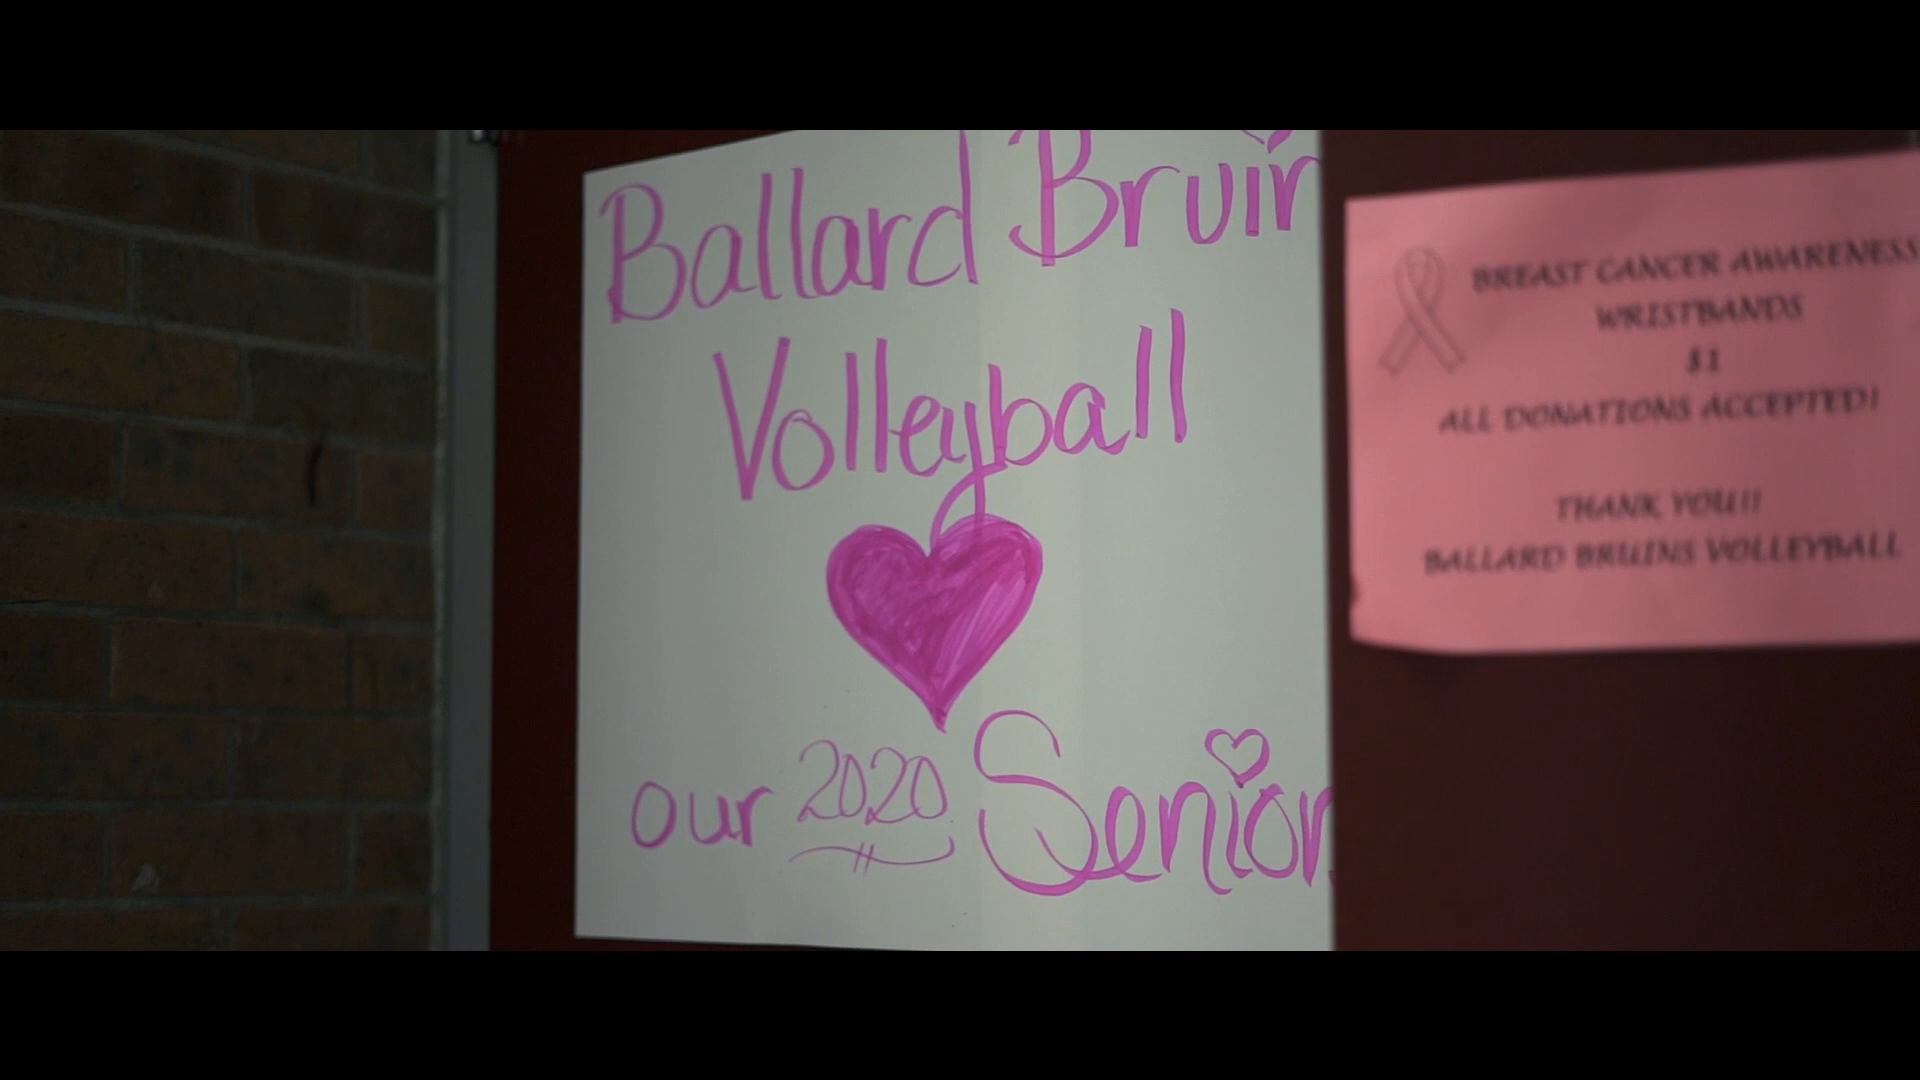 Ballard Bruin
Volleyball
our 2020 Senior
BREAST CANCER AWARENESS
WRISTBANDS
$1
ALL DONATIONS ACCEPTED!
THANK YOU!!
BALLARD BRUINS VOLLEYBALL